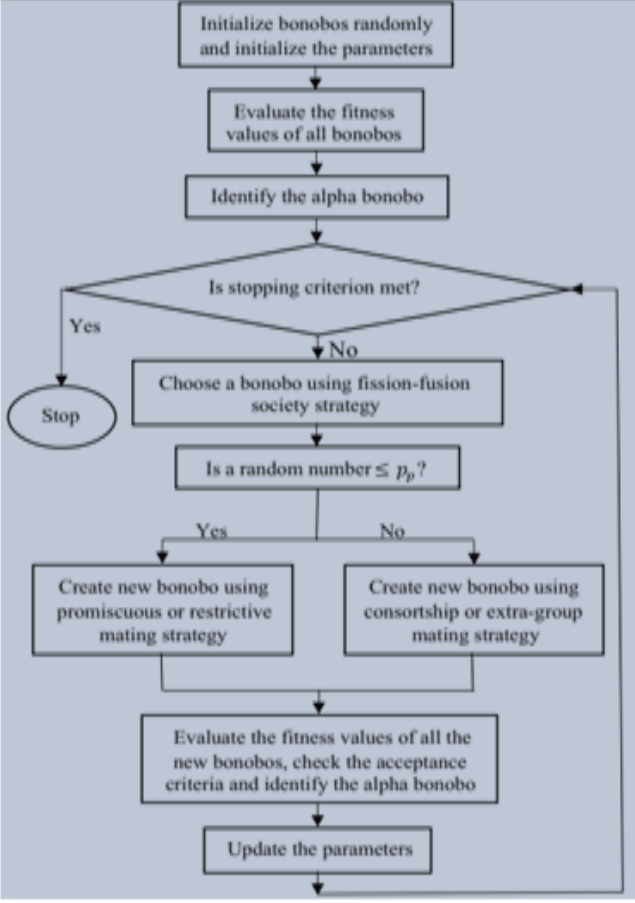 Initialize bonobos randomly
and initialize the parameters
Evaluate the fitness
values of all bonobos
Identify the alpha bonobo
Is stopping criterion met?
Yes
No
Stop
Choose a bonobo using fission-fusion
society strategy
Is a random number ≤ pₚ ?
Yes
No
Create new bonobo using
promiscuous or restrictive
mating strategy
Create new bonobo using
consortship or extra-group
mating strategy
Evaluate the fitness values of all the
new bonobos, check the acceptance
criteria and identify the alpha bonobo
Update the parameters